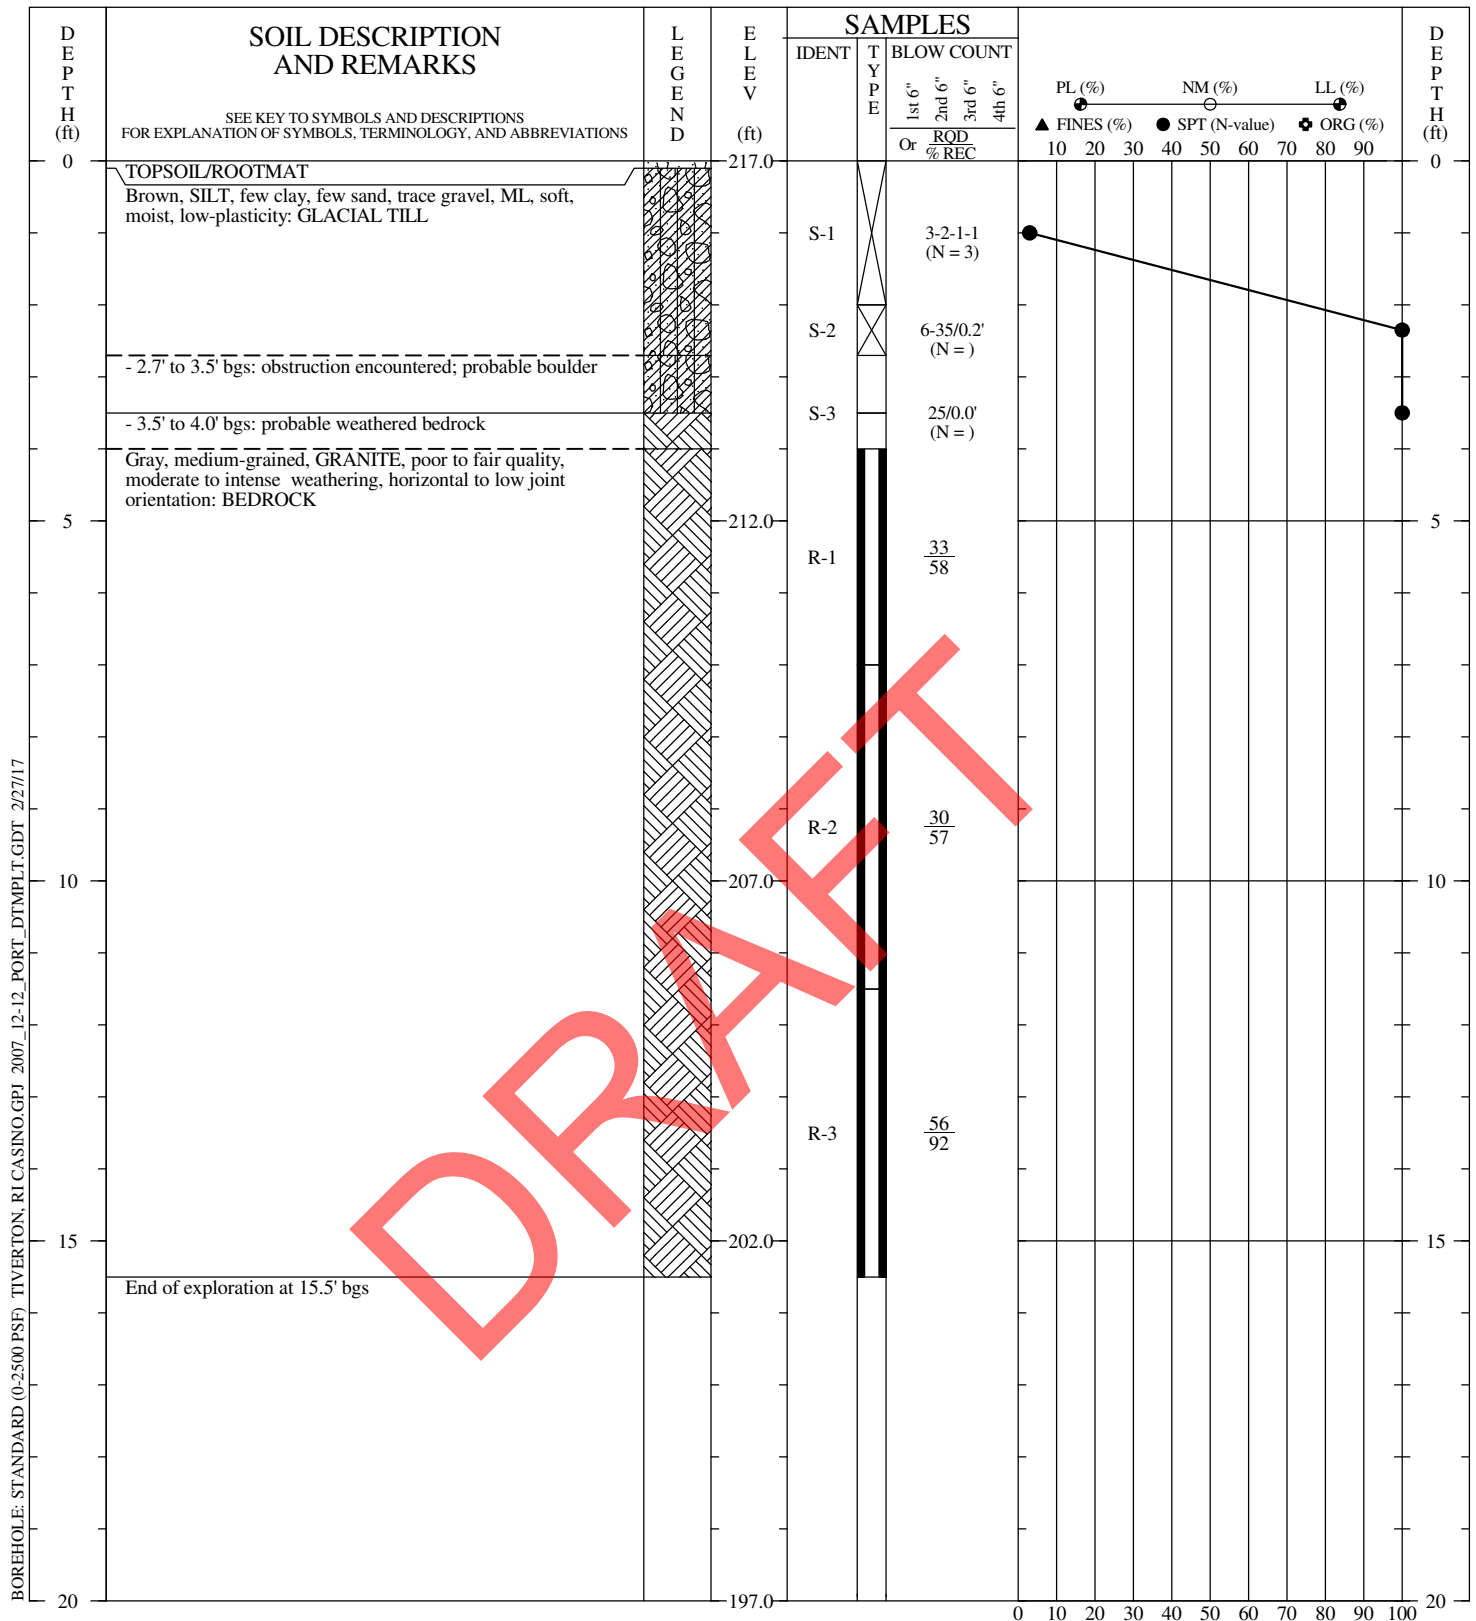 DEPTH
(ft)
SOIL DESCRIPTION
AND REMARKS
SEE KEY TO SYMBOLS AND DESCRIPTIONS
FOR EXPLANATION OF SYMBOLS, TERMINOLOGY, AND ABBREVIATIONS
LEGEND
ELEV
(ft)
SAMPLES
IDENT
TYPE
BLOW COUNT
1st 6"
2nd 6"
3rd 6"
4th 6"
Or RQD
% REC
PL (%) NM (%) LL (%)
FINES (%) SPT (N-value) ORG (%)
10 20 30 40 50 60 70 80 90
DEPTH
(ft)
0 217.0 0
TOPSOIL/ROOTMAT
Brown, SILT, few clay, few sand, trace gravel, ML, soft,
moist, low-plasticity: GLACIAL TILL
S-1 3-2-1-1
(N = 3)
S-2 6-35/0.2'
(N = )
- 2.7' to 3.5' bgs: obstruction encountered; probable boulder
S-3 25/0.0'
(N = )
- 3.5' to 4.0' bgs: probable weathered bedrock
Gray, medium-grained, GRANITE, poor to fair quality,
moderate to intense weathering, horizontal to low joint
orientation: BEDROCK
5 212.0 5
R-1 33
58
R-2 30
57
10 207.0 10
R-3 56
92
15 202.0 15
End of exploration at 15.5' bgs
20 197.0 20
0 10 20 30 40 50 60 70 80 90 100
DRAFT
BOREHOLE: STANDARD (0-2500 PSF) TIVERTON, RI CASINO.GPJ 2007_12-12_PORT_DTMPLT.GDT 2/27/17